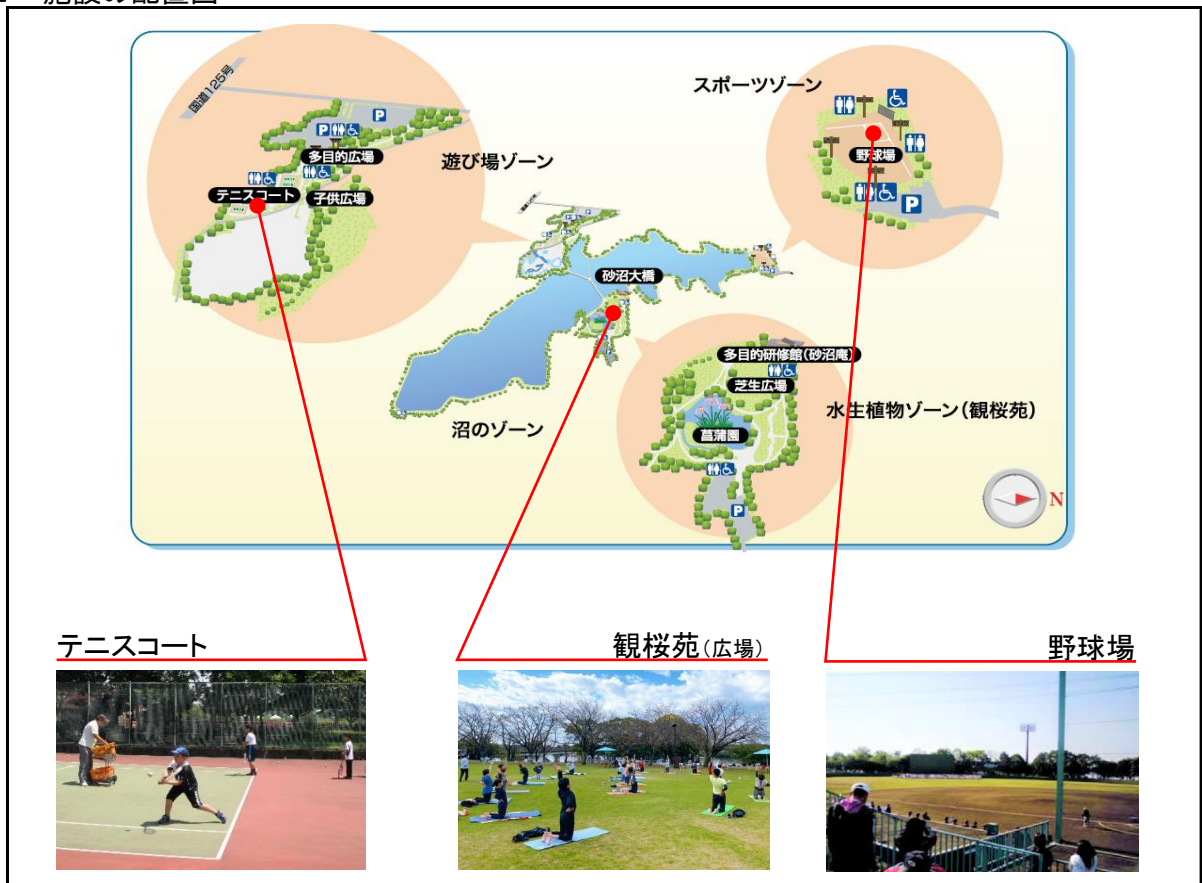 施設の配置図
国道125号
P
P
多目的広場
テニスコート
子供広場
遊び場ゾーン
スポーツゾーン
野球場
P
砂沼大橋
沼のゾーン
多目的研修館(砂沼庵)
芝生広場
菖蒲園
P
水生植物ゾーン(観桜苑)
N
テニスコート
観桜苑(広場)
野球場